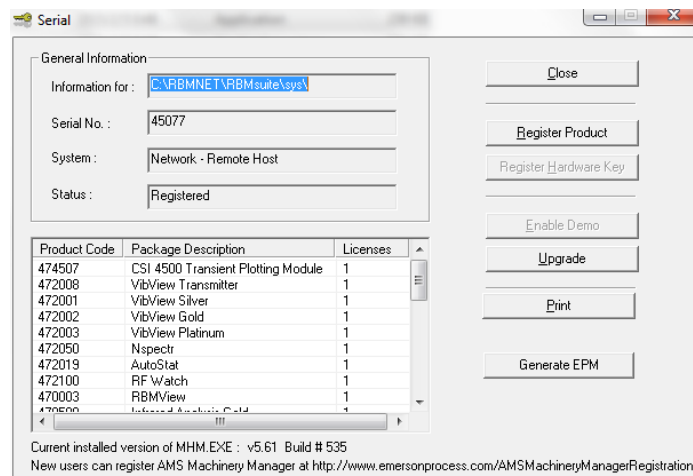 Serial
General Information
Information for : C:\RBMNET\RBMsuite\sys\
Serial No. : 45077
System : Network - Remote Host
Status : Registered
Close
Register Product
Register Hardware Key
Enable Demo
Upgrade
Print
Generate EPM
Product Code Package Description Licenses
474507 CSI 4500 Transient Plotting Module 1
472008 VibView Transmitter 1
472001 VibView Silver 1
472002 VibView Gold 1
472003 VibView Platinum 1
472050 Nspectr 1
472019 AutoStat 1
472100 RF Watch 1
470003 RBMView 1
Current installed version of MHM.EXE : v5.61 Build # 535
New users can register AMS Machinery Manager at http://www.emersonprocess.com/AMSMachineryManagerRegistration